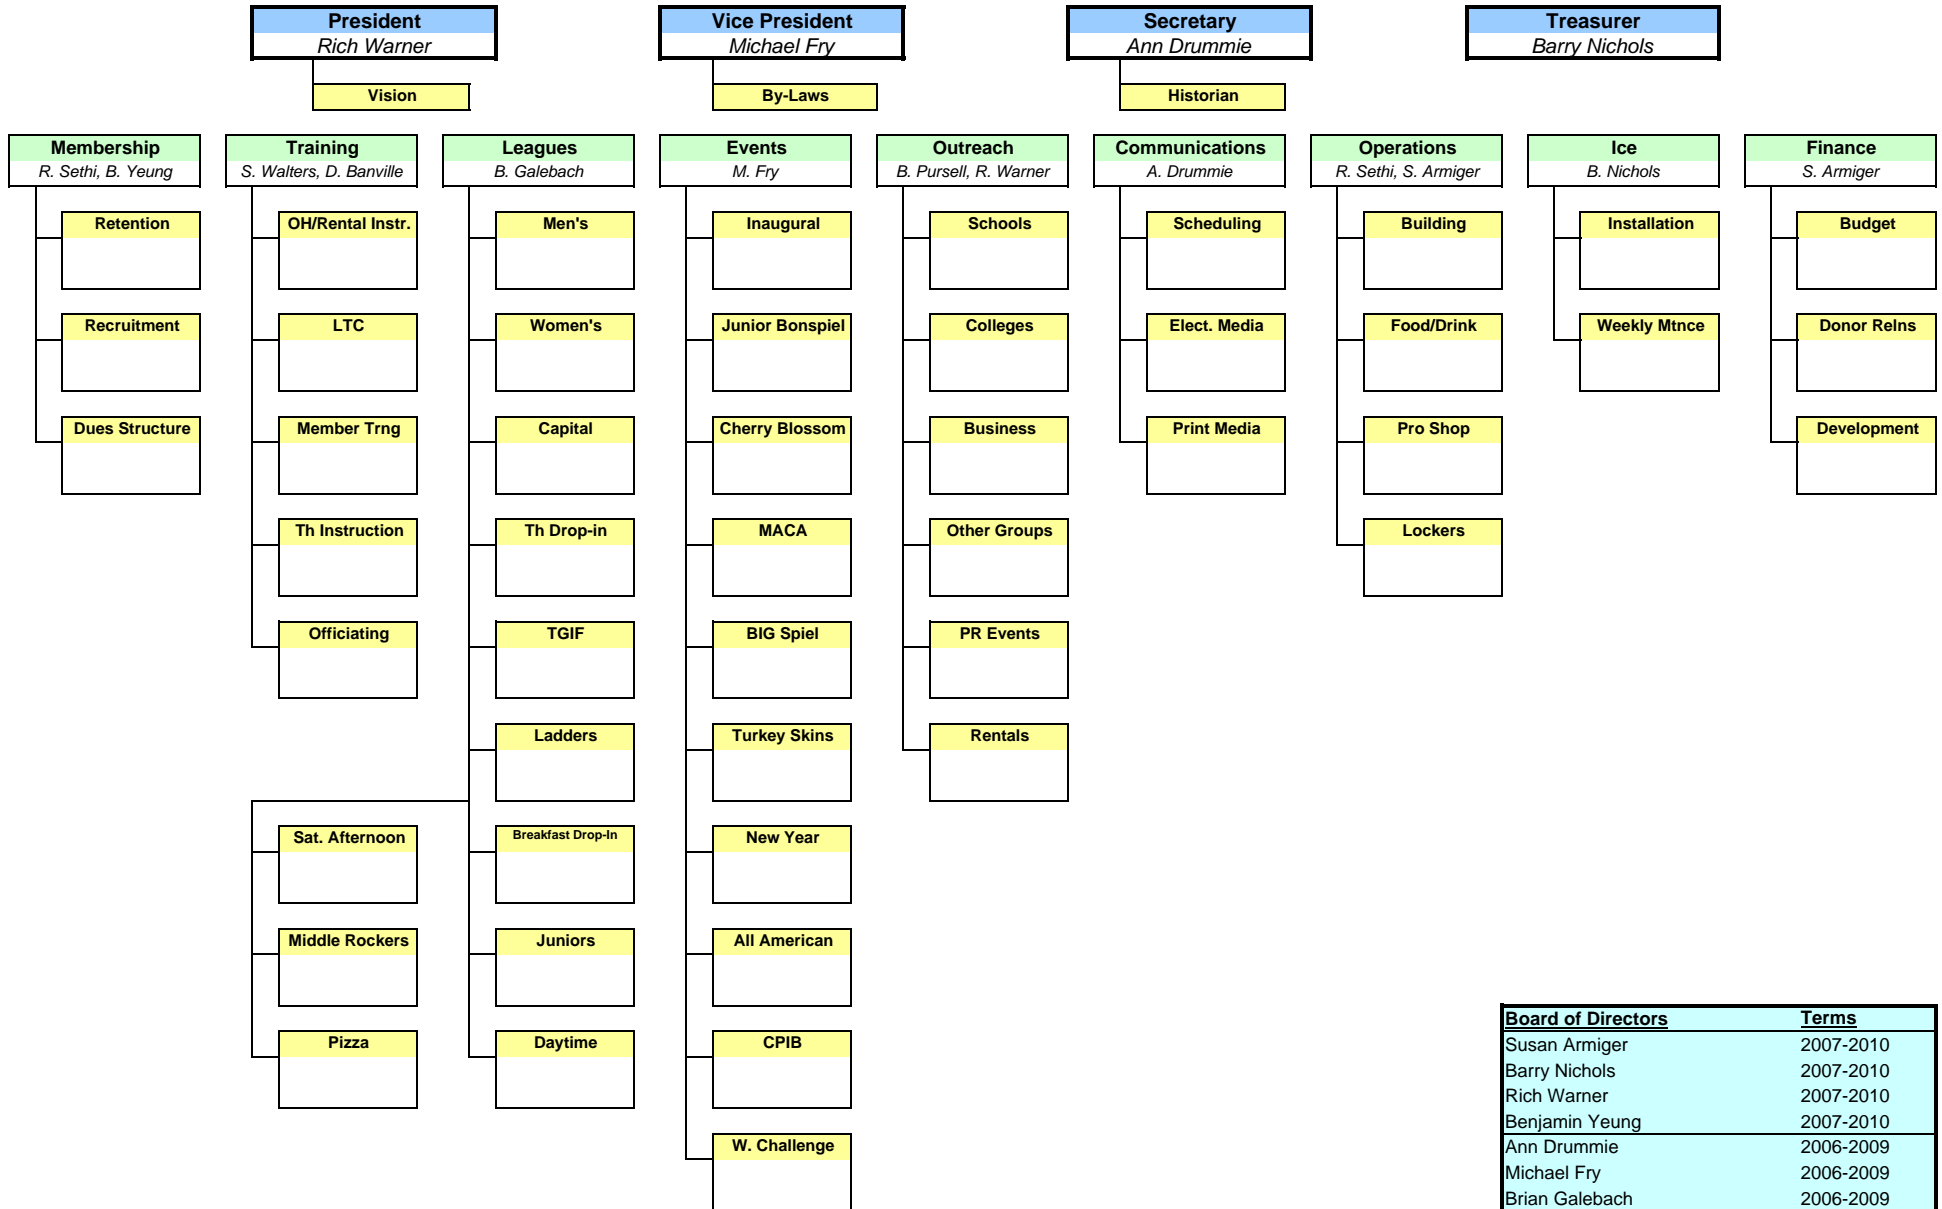 President Vice President Secretary Treasurer
Rich Warner Michael Fry Ann Drummie Barry Nichols
Vision By-Laws Historian
Membership Training Leagues Events Outreach Communications Operations Ice Finance
R. Sethi, B. Yeung S. Walters, D. Banville B. Galebach M. Fry B. Pursell, R. Warner A. Drummie R. Sethi, S. Armiger B. Nichols S. Armiger
Retention OH/Rental Instr. Men's Inaugural Schools Scheduling Building Installation Budget
Recruitment LTC Women's Junior Bonspiel Colleges Elect. Media Food/Drink Weekly Mtnce Donor Relns
Dues Structure Member Trng Capital Cherry Blossom Business Print Media Pro Shop Development
Th Instruction Th Drop-in MACA Other Groups Lockers
Officiating TGIF BIG Spiel PR Events
Ladders Turkey Skins Rentals
Sat. Afternoon Breakfast Drop-In New Year
Middle Rockers Juniors All American
Pizza Daytime CPIB
W. Challenge
Board of Directors Terms
Susan Armiger 2007-2010
Barry Nichols 2007-2010
Rich Warner 2007-2010
Benjamin Yeung 2007-2010
Ann Drummie 2006-2009
Michael Fry 2006-2009
Brian Galebach 2006-2009